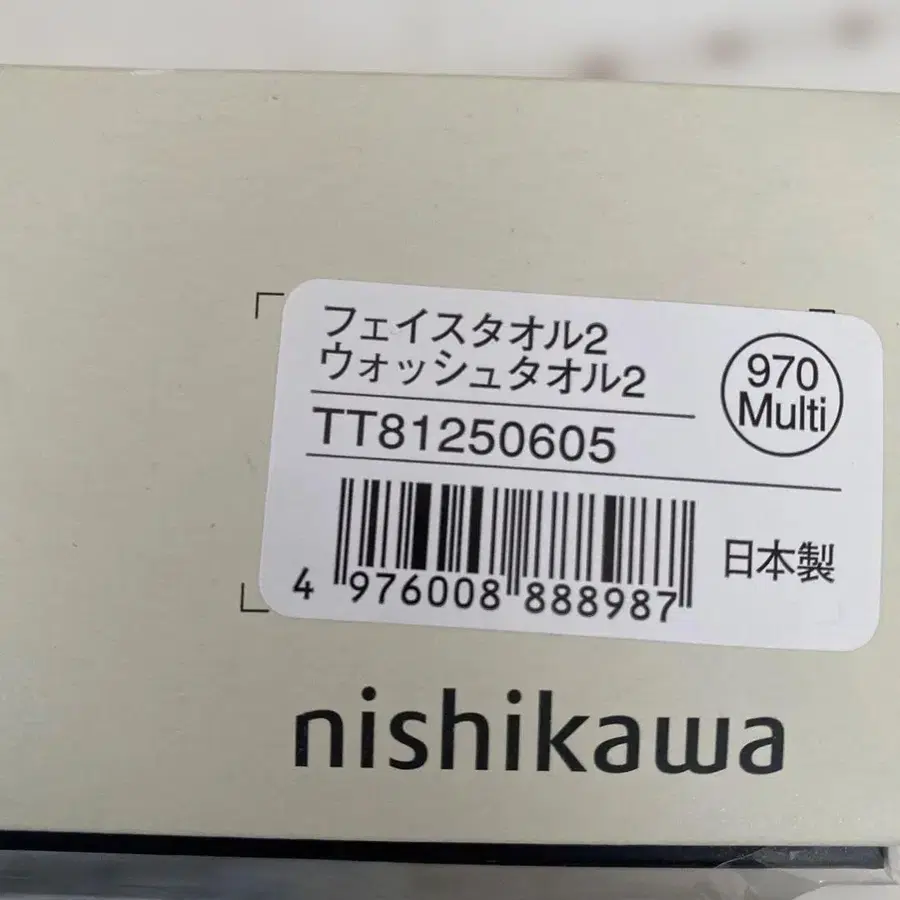 フェイスタオル2
ウォッシュタオル2
970
Multi
TT81250605
4 976008 888987
日本製
nishikawa